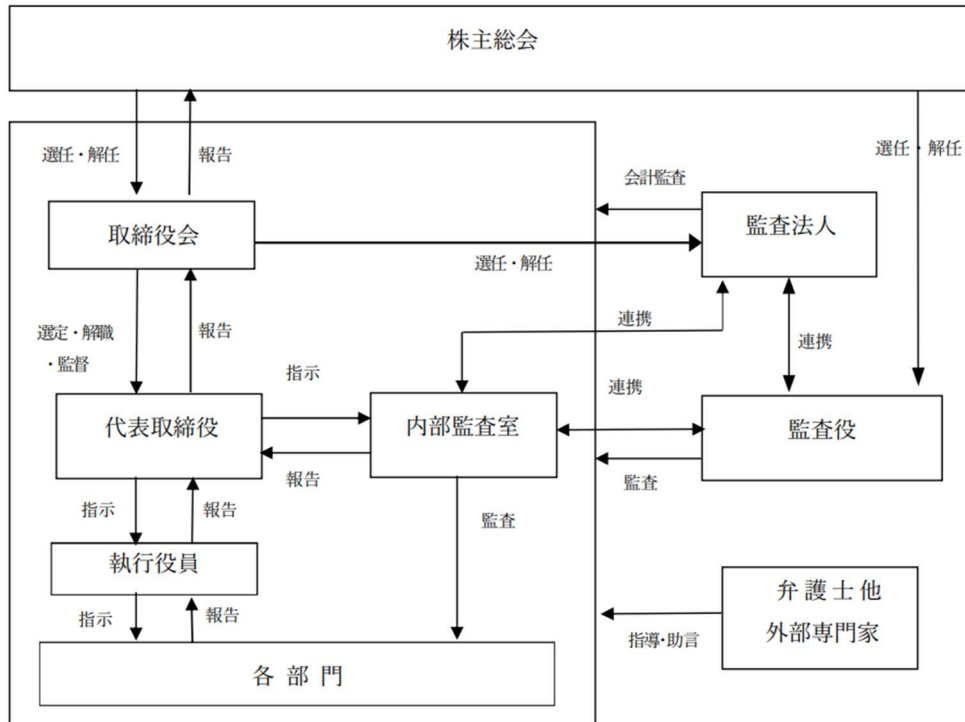 株主総会
選任・解任
報告
選任・解任
会計監査
取締役会
監査法人
選任・解任
選定・解職
・監督
報告
連携
連携
指示
連携
代表取締役
内部監査室
監査役
報告
監査
指示
報告
監査
執行役員
弁護士他
外部専門家
指示
報告
指導・助言
各部門